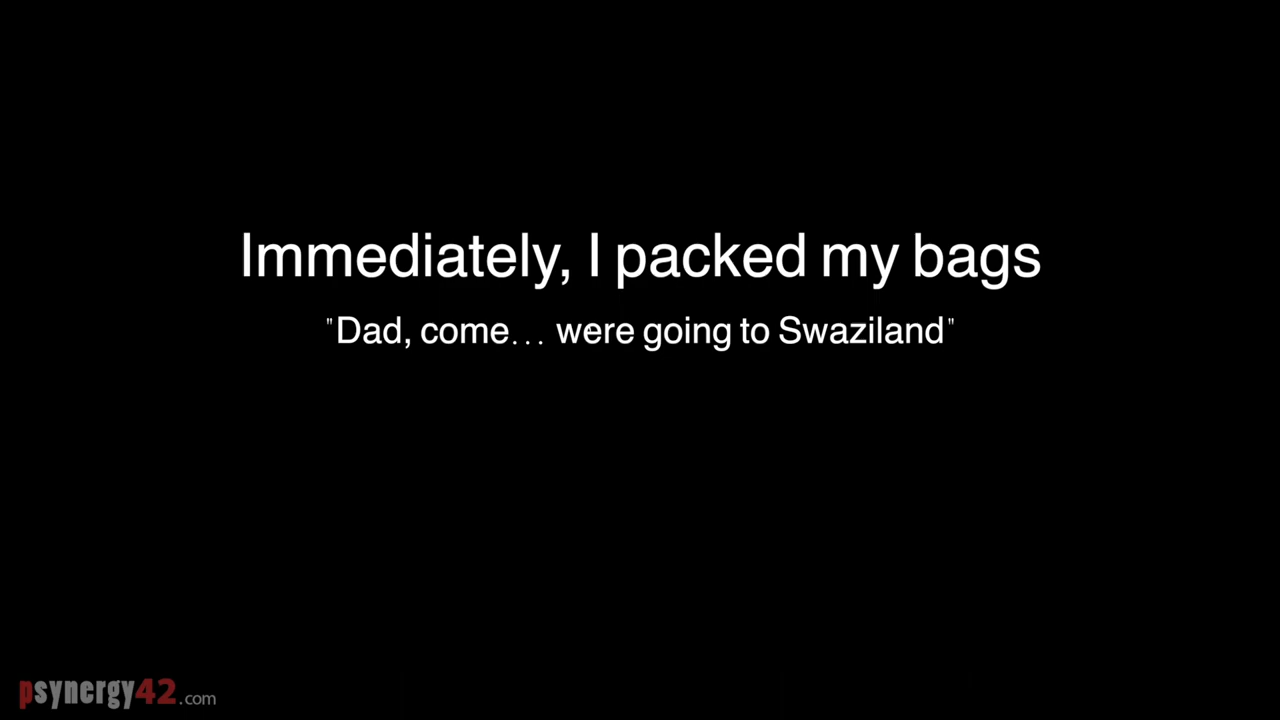 Immediately, I packed my bags
"Dad, come... were going to Swaziland"
psynergy42.com